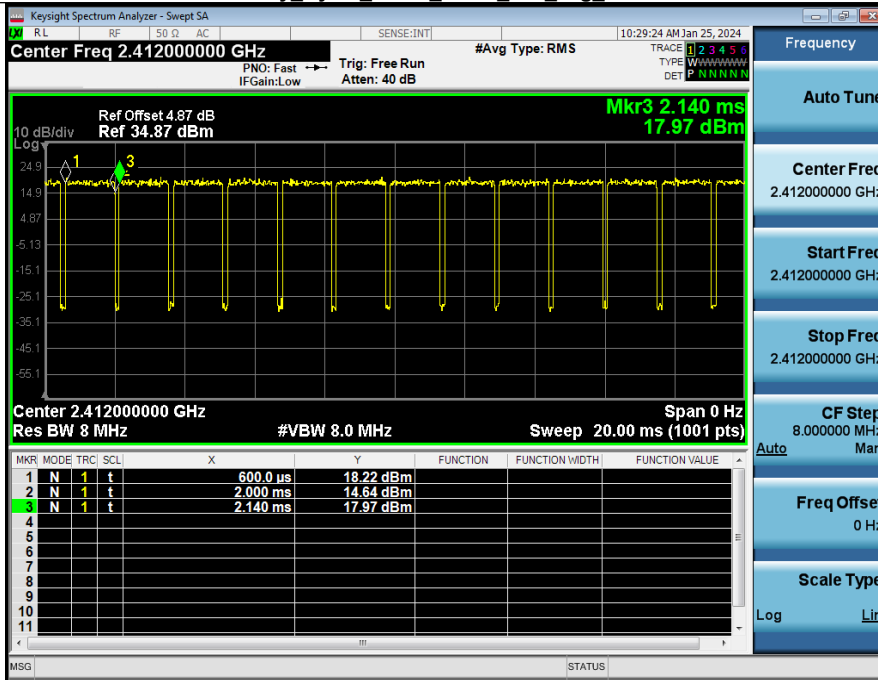 Keysight Spectrum Analyzer - Swept SA
LXI RL RF 50 Ω AC SENSE:INT 10:29:24 AM Jan 25, 2024
Center Freq 2.412000000 GHz #Avg Type: RMS TRACE 1 2 3 4 5 6
PNO: Fast Trig: Free Run TYPE WWWWWW
IFGain:Low Atten: 40 dB DET P N N N N N
Ref Offset 4.87 dB Mkr3 2.140 ms
10 dB/div Ref 34.87 dBm 17.97 dBm
Log
1 3
24.9
14.9
4.87
-5.13
-15.1
-25.1
-35.1
-45.1
-55.1
Center 2.412000000 GHz Span 0 Hz
Res BW 8 MHz #VBW 8.0 MHz Sweep 20.00 ms (1001 pts)
MKR MODE TRC SCL X Y FUNCTION FUNCTION WIDTH FUNCTION VALUE
1 N 1 t 600.0 µs 18.22 dBm
2 N 1 t 2.000 ms 14.64 dBm
3 N 1 t 2.140 ms 17.97 dBm
4
5
6
7
8
9
10
11
MSG STATUS
Frequency
Auto Tune
Center Freq
2.412000000 GHz
Start Freq
2.412000000 GHz
Stop Freq
2.412000000 GHz
CF Step
8.000000 MHz
Auto Man
Freq Offset
0 Hz
Scale Type
Log Lin